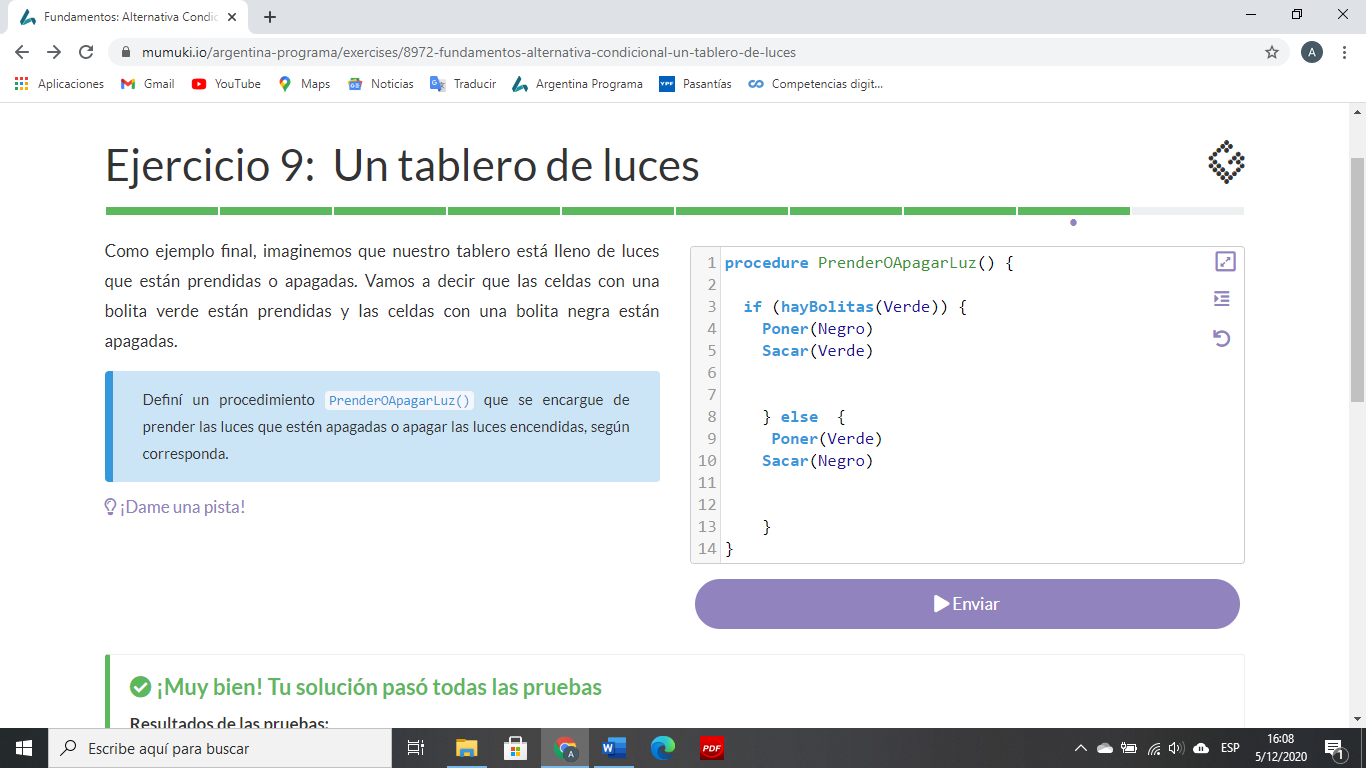 Fundamentos: Alternativa Condic
mumuki.io/argentina-programa/exercises/8972-fundamentos-alternativa-condicional-un-tablero-de-luces
A
Aplicaciones
Gmail
YouTube
Maps
Noticias
Traducir
Argentina Programa
YPF
Pasantías
Competencias digit...
Ejercicio 9: Un tablero de luces
Como ejemplo final, imaginemos que nuestro tablero está lleno de luces
que están prendidas o apagadas. Vamos a decir que las celdas con una
bolita verde están prendidas y las celdas con una bolita negra están
apagadas.
Definí un procedimiento PrenderOApagarLuz() que se encargue de
prender las luces que estén apagadas o apagar las luces encendidas, según
corresponda.
¡Dame una pista!
1 procedure PrenderOApagarLuz() {
2
3 if (hayBolitas(Verde)) {
4 Poner(Negro)
5 Sacar(Verde)
6
7
8 } else {
9 Poner(Verde)
10 Sacar(Negro)
11
12
13 }
14 }
Enviar
¡Muy bien! Tu solución pasó todas las pruebas
Resultados de las pruebas:
Escribe aquí para buscar
A
W
PDF
ESP
16:08
5/12/2020
1